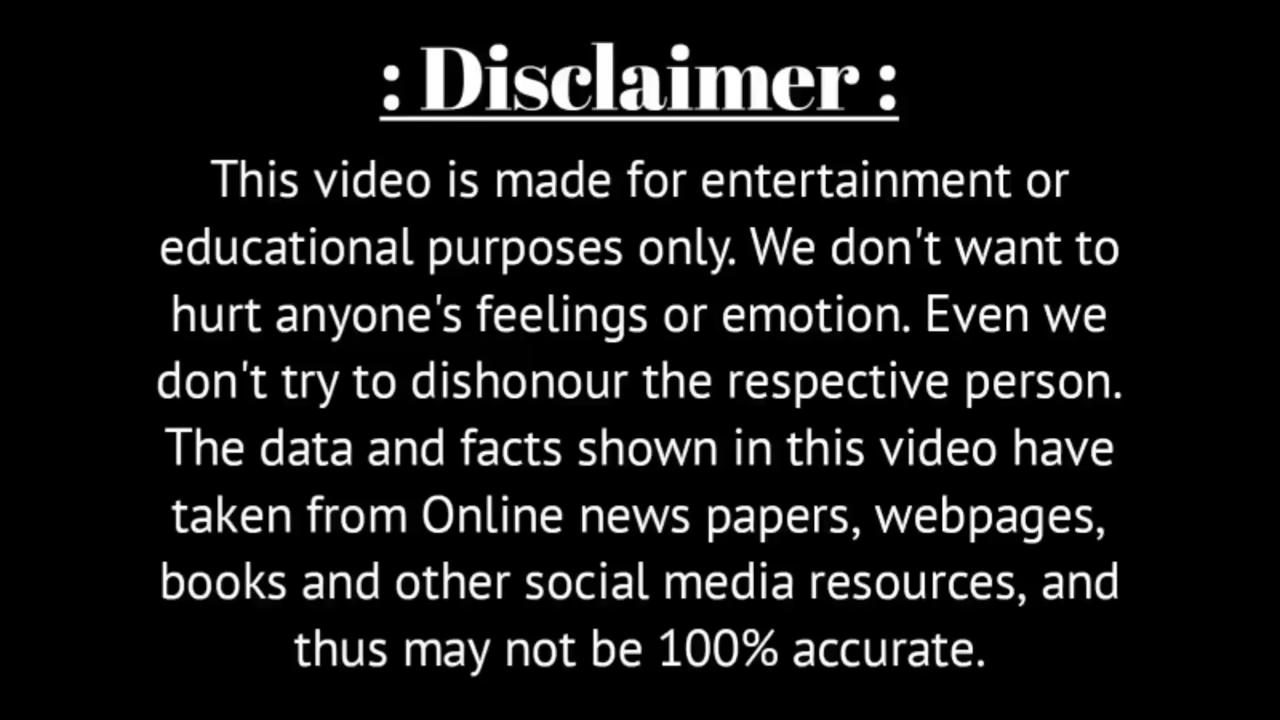 : Disclaimer :
This video is made for entertainment or
educational purposes only. We don't want to
hurt anyone's feelings or emotion. Even we
don't try to dishonour the respective person.
The data and facts shown in this video have
taken from Online news papers, webpages,
books and other social media resources, and
thus may not be 100% accurate.